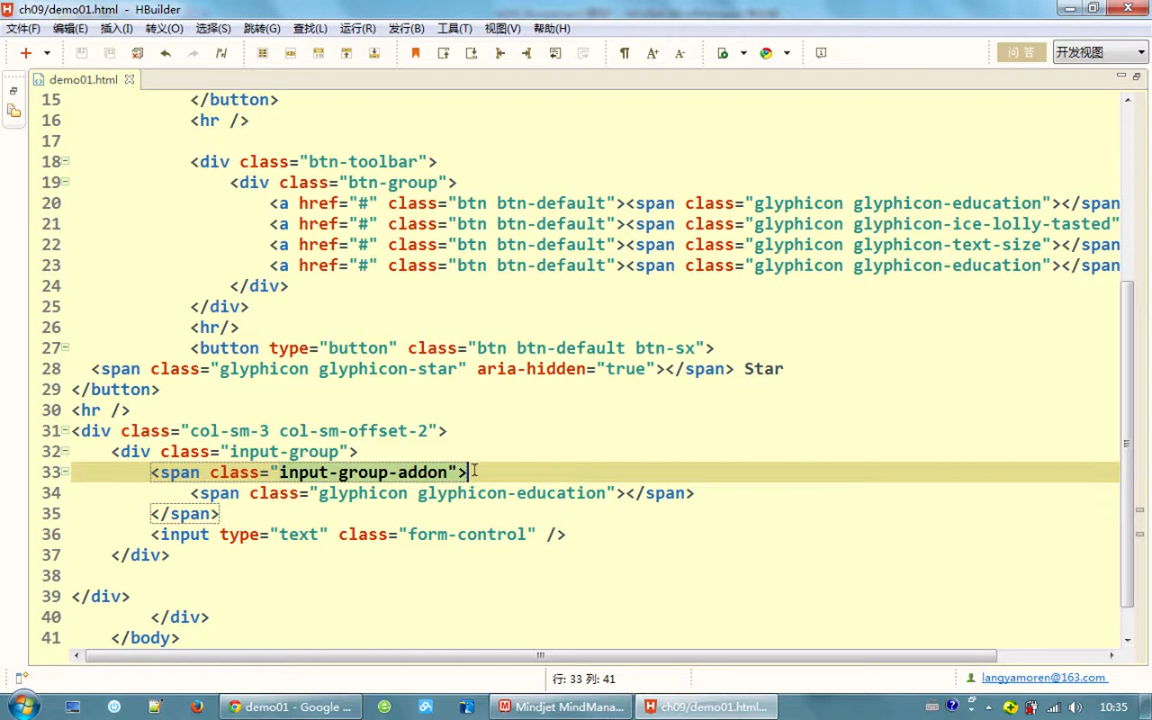 ch09/demo01.html - HBuilder
文件(F) 编辑(E) 插入(I) 转义(O) 选择(S) 跳转(G) 查找(L) 运行(R) 发行(B) 工具(T) 视图(V) 帮助(H)
问 答 开发视图
demo01.html
15 </button>
16 <hr />
17
18 <div class="btn-toolbar">
19 <div class="btn-group">
20 <a href="#" class="btn btn-default"><span class="glyphicon glyphicon-education"></span
21 <a href="#" class="btn btn-default"><span class="glyphicon glyphicon-ice-lolly-tasted"
22 <a href="#" class="btn btn-default"><span class="glyphicon glyphicon-text-size"></span
23 <a href="#" class="btn btn-default"><span class="glyphicon glyphicon-education"></span
24 </div>
25 </div>
26 <hr/>
27 <button type="button" class="btn btn-default btn-sx">
28 <span class="glyphicon glyphicon-star" aria-hidden="true"></span> Star
29 </button>
30 <hr />
31 <div class="col-sm-3 col-sm-offset-2">
32 <div class="input-group">
33 <span class="input-group-addon">
34 <span class="glyphicon glyphicon-education"></span>
35 </span>
36 <input type="text" class="form-control" />
37 </div>
38
39 </div>
40 </div>
41 </body>
行: 33 列: 41
langyamoren@163.com
demo01 - Google ...
Mindjet MindMana...
ch09/demo01.html...
10:35